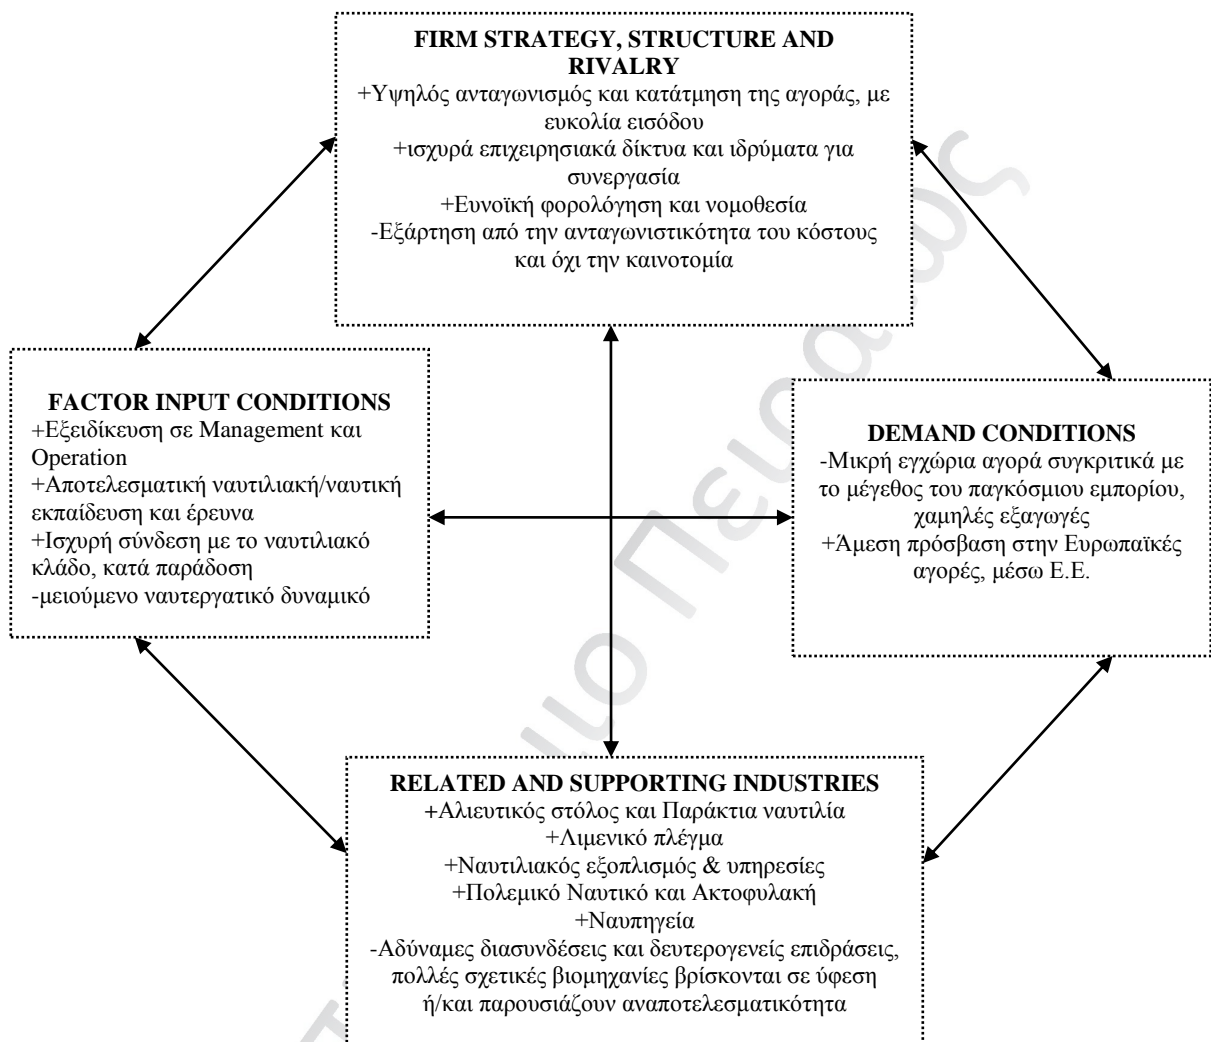 FIRM STRATEGY, STRUCTURE AND
RIVALRY
+Υψηλός ανταγωνισμός και κατάτμηση της αγοράς, με
ευκολία εισόδου
+ισχυρά επιχειρησιακά δίκτυα και ιδρύματα για
συνεργασία
+Ευνοϊκή φορολόγηση και νομοθεσία
-Εξάρτηση από την ανταγωνιστικότητα του κόστους
και όχι την καινοτομία
FACTOR INPUT CONDITIONS
+Εξειδίκευση σε Management και
Operation
+Αποτελεσματική ναυτιλιακή/ναυτική
εκπαίδευση και έρευνα
+Ισχυρή σύνδεση με το ναυτιλιακό
κλάδο, κατά παράδοση
-μειούμενο ναυτεργατικό δυναμικό
DEMAND CONDITIONS
-Μικρή εγχώρια αγορά συγκριτικά με
το μέγεθος του παγκόσμιου εμπορίου,
χαμηλές εξαγωγές
+Άμεση πρόσβαση στην Ευρωπαϊκές
αγορές, μέσω Ε.Ε.
RELATED AND SUPPORTING INDUSTRIES
+Αλιευτικός στόλος και Παράκτια ναυτιλία
+Λιμενικό πλέγμα
+Ναυτιλιακός εξοπλισμός & υπηρεσίες
+Πολεμικό Ναυτικό και Ακτοφυλακή
+Ναυπηγεία
-Αδύναμες διασυνδέσεις και δευτερογενείς επιδράσεις,
πολλές σχετικές βιομηχανίες βρίσκονται σε ύφεση
ή/και παρουσιάζουν αναποτελεσματικότητα